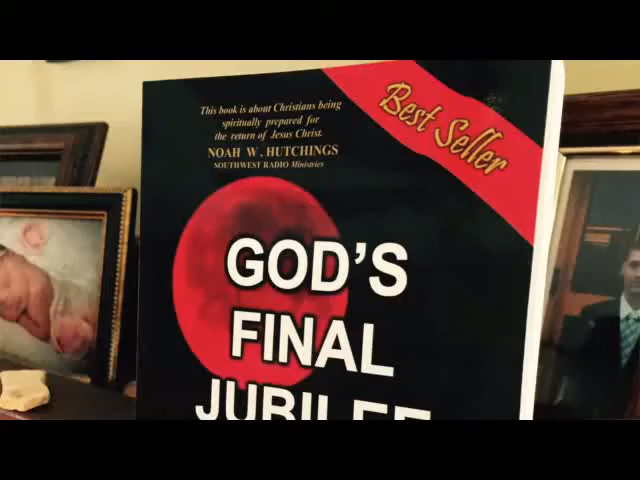 This book is about Christians being
spiritually prepared for
the return of Jesus Christ.
NOAH W. HUTCHINGS
SOUTHWEST RADIO Ministries
Best Seller
GOD'S
FINAL
JUBILEE